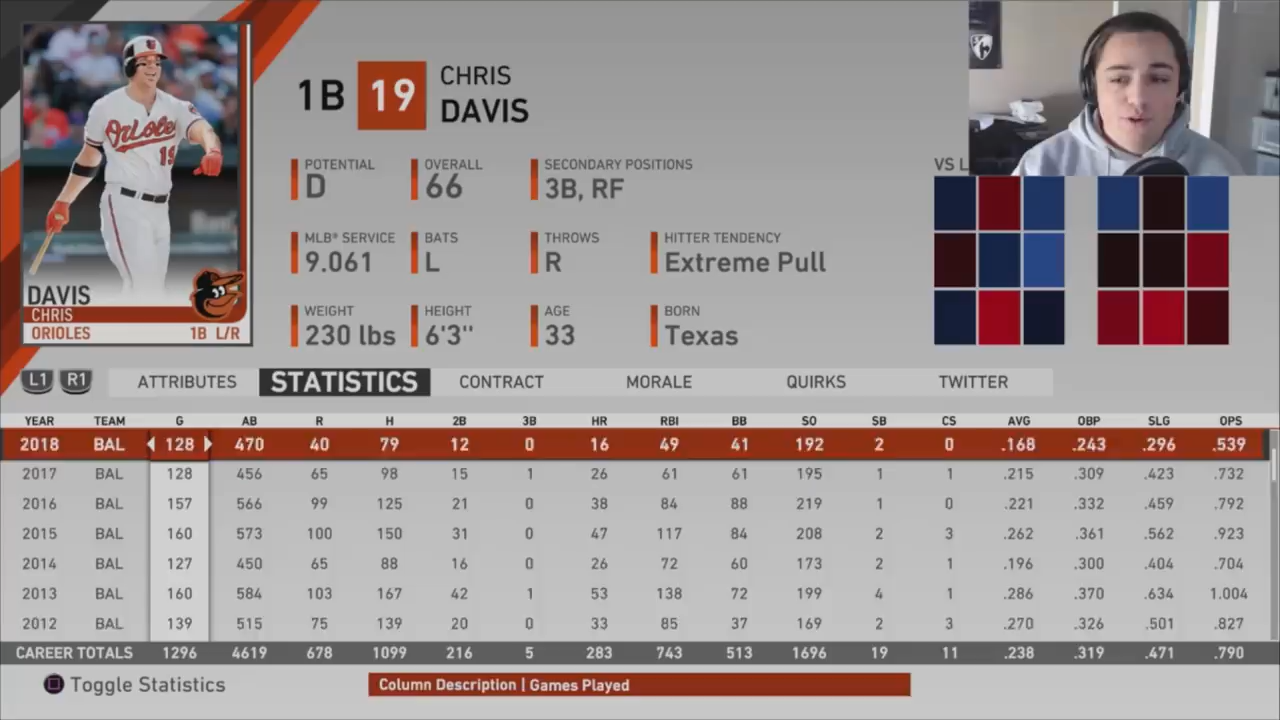 1B 19 CHRIS
DAVIS
POTENTIAL OVERALL SECONDARY POSITIONS
D 66 3B, RF
VS L
MLB® SERVICE BATS THROWS HITTER TENDENCY
9.061 L R Extreme Pull
WEIGHT HEIGHT AGE BORN
230 lbs 6'3" 33 Texas
Orioles
19
DAVIS
CHRIS
ORIOLES 1B L/R
L1 R1 ATTRIBUTES STATISTICS CONTRACT MORALE QUIRKS TWITTER
YEAR TEAM G AB R H 2B 3B HR RBI BB SO SB CS AVG OBP SLG OPS
2018 BAL 128 470 40 79 12 0 16 49 41 192 2 0 .168 .243 .296 .539
2017 BAL 128 456 65 98 15 1 26 61 61 195 1 1 .215 .309 .423 .732
2016 BAL 157 566 99 125 21 0 38 84 88 219 1 0 .221 .332 .459 .792
2015 BAL 160 573 100 150 31 0 47 117 84 208 2 3 .262 .361 .562 .923
2014 BAL 127 450 65 88 16 0 26 72 60 173 2 1 .196 .300 .404 .704
2013 BAL 160 584 103 167 42 1 53 138 72 199 4 1 .286 .370 .634 1.004
2012 BAL 139 515 75 139 20 0 33 85 37 169 2 3 .270 .326 .501 .827
CAREER TOTALS 1296 4619 678 1099 216 5 283 743 513 1696 19 11 .238 .319 .471 .790
Toggle Statistics
Column Description | Games Played